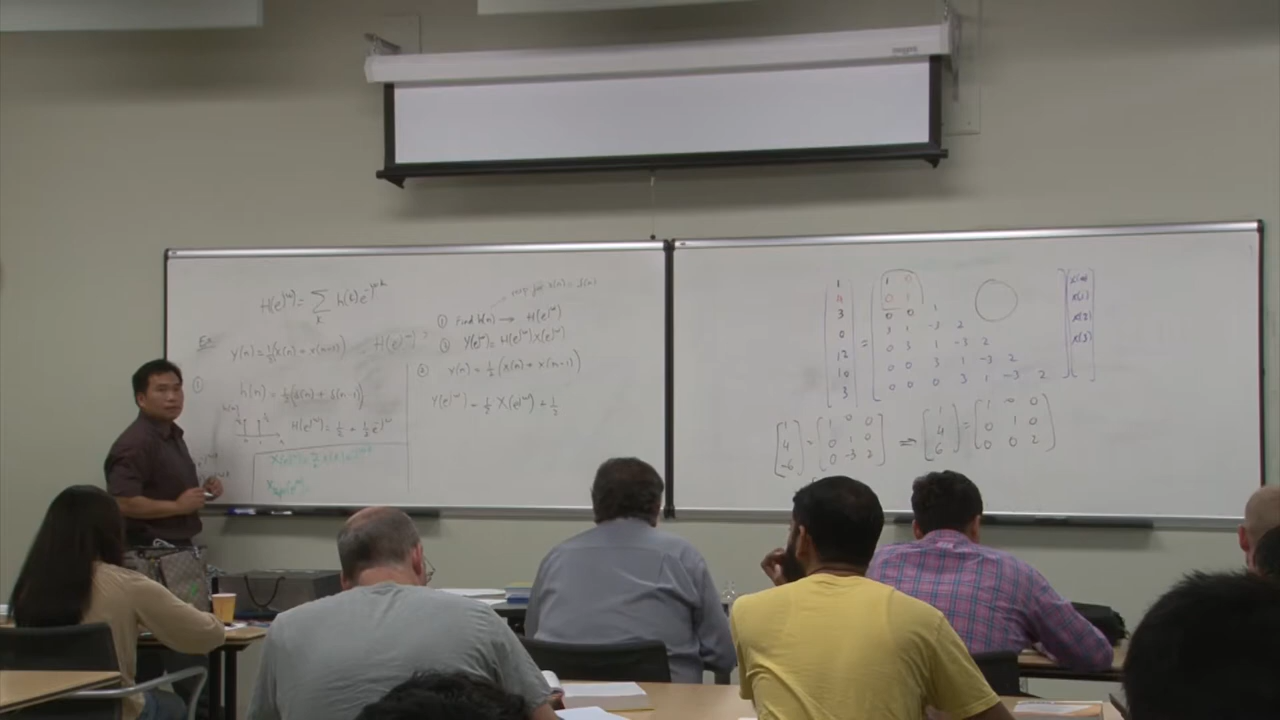 H(e^jω) = Σ_k h(k) e^-jωk
resp for x(n) = δ(n)
① Find h(n) → H(e^jω)
② Y(e^jω) = H(e^jω) X(e^jω)
Ex
y(n) = ½(x(n) + x(n-1))
H(e^jω)
①
h(n) = ½(δ(n) + δ(n-1))
h(n)
H(e^jω) = ½ + ½ e^-jω
② y(n) = ½ (x(n) + x(n-1))
Y(e^jω) = ½ X(e^jω) + ½
1 1 0
4 0 1
3 0 0 1
0 3 1 -3 2
12 0 3 1 -3 2
10 0 0 3 1 -3 2
3 0 0 0 3 1 -3 2
=
x(0)
x(1)
x(2)
x(3)
1 1 0 0 1 1 0 0
4 = 0 1 0 ⇒ 4 = 0 1 0
-6 0 -3 2 6 0 0 2